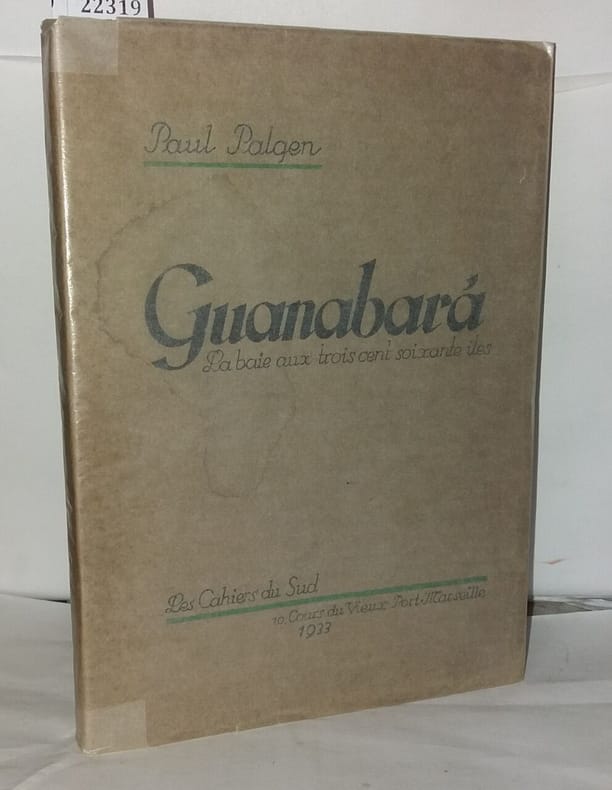 22319
Paul Palgen
Guanabará
La baie aux trois cent soixante îles
Les Cahiers du Sud
10, Cours du Vieux Port-Marseille
1933